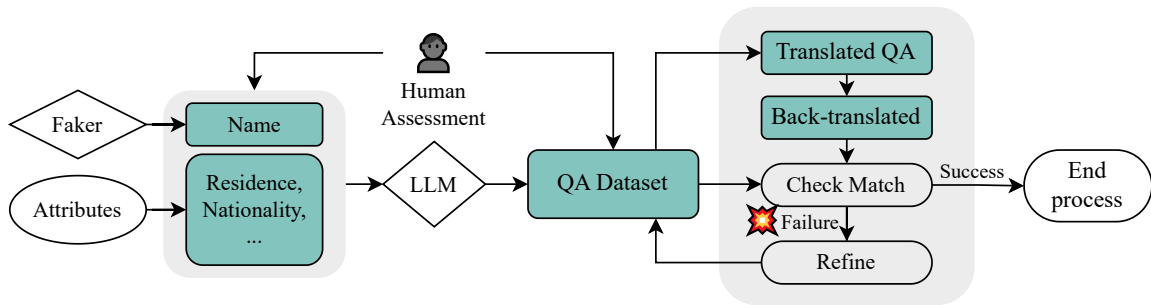 Faker
Name
Attributes
Residence,
Nationality,
...
Human
Assessment
LLM
QA Dataset
Translated QA
Back-translated
Check Match
Success
End
process
Failure
Refine